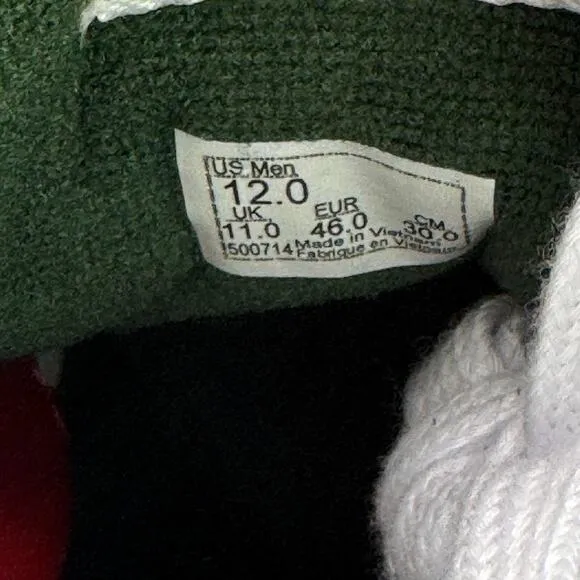 US Men
12.0
UK EUR CM
11.0 46.0 30.0
500714 Made in Vietnam
Fabrique en Vietnam